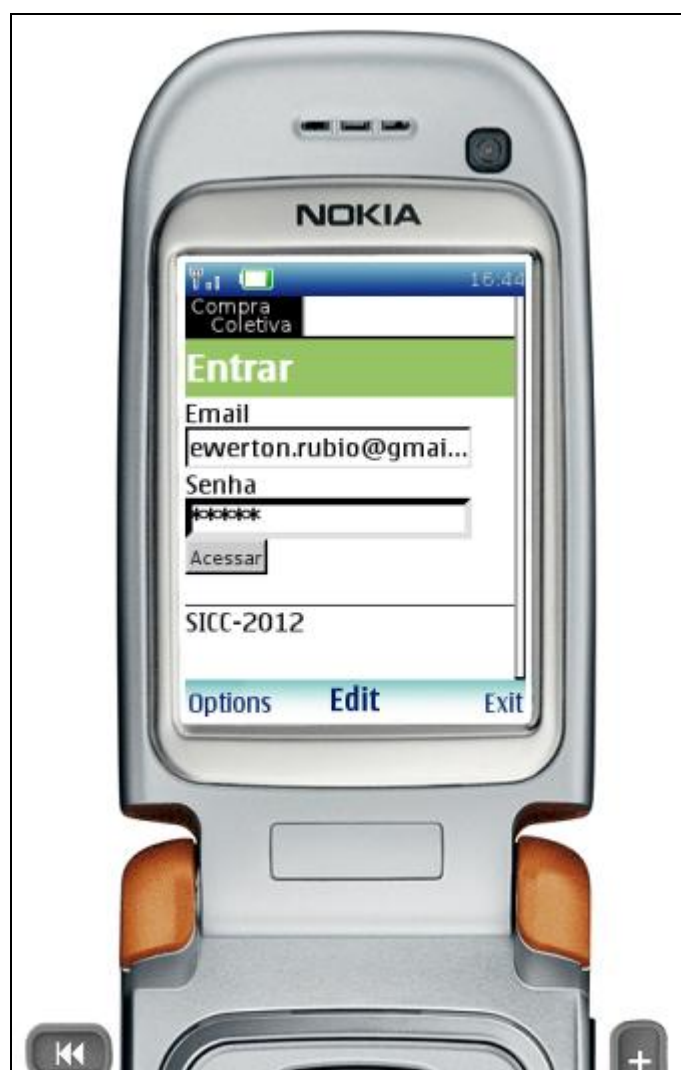 NOKIA
16:44
Compra
Coletiva
Entrar
Email
ewerton.rubio@gmai...
Senha
*****
Acessar
SICC-2012
Options Edit Exit
+